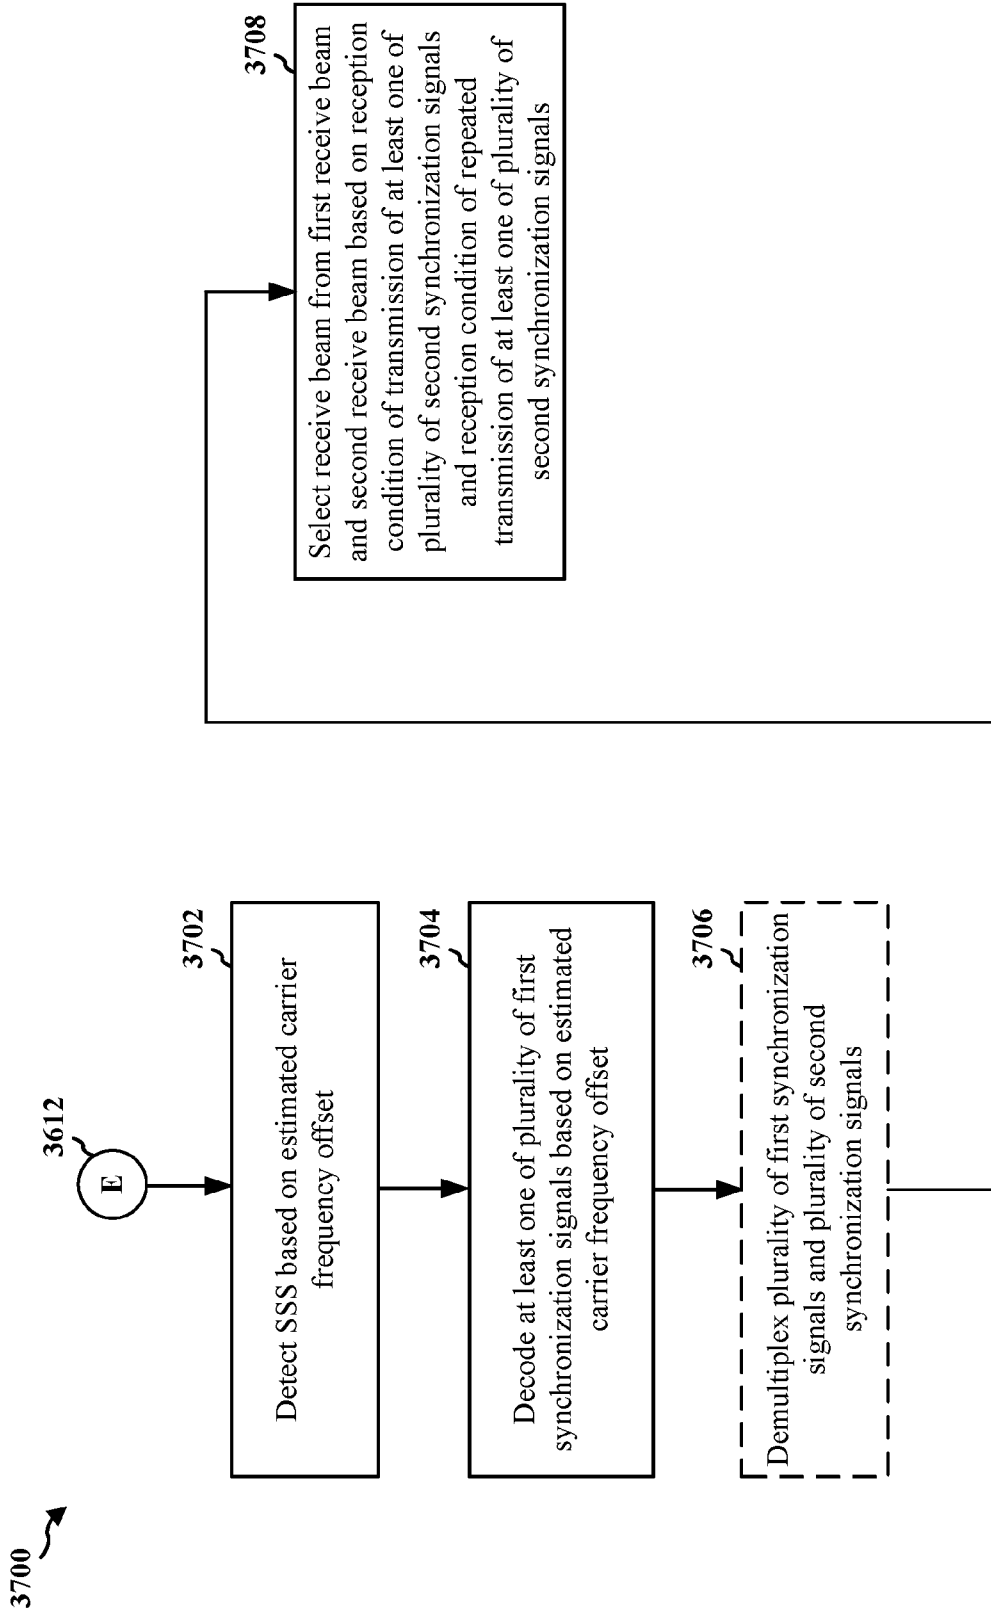 3700
3612
E
3702
Detect SSS based on estimated carrier
frequency offset
3704
Decode at least one of plurality of first
synchronization signals based on estimated
carrier frequency offset
3706
Demultiplex plurality of first synchronization
signals and plurality of second
synchronization signals
3708
Select receive beam from first receive beam
and second receive beam based on reception
condition of transmission of at least one of
plurality of second synchronization signals
and reception condition of repeated
transmission of at least one of plurality of
second synchronization signals